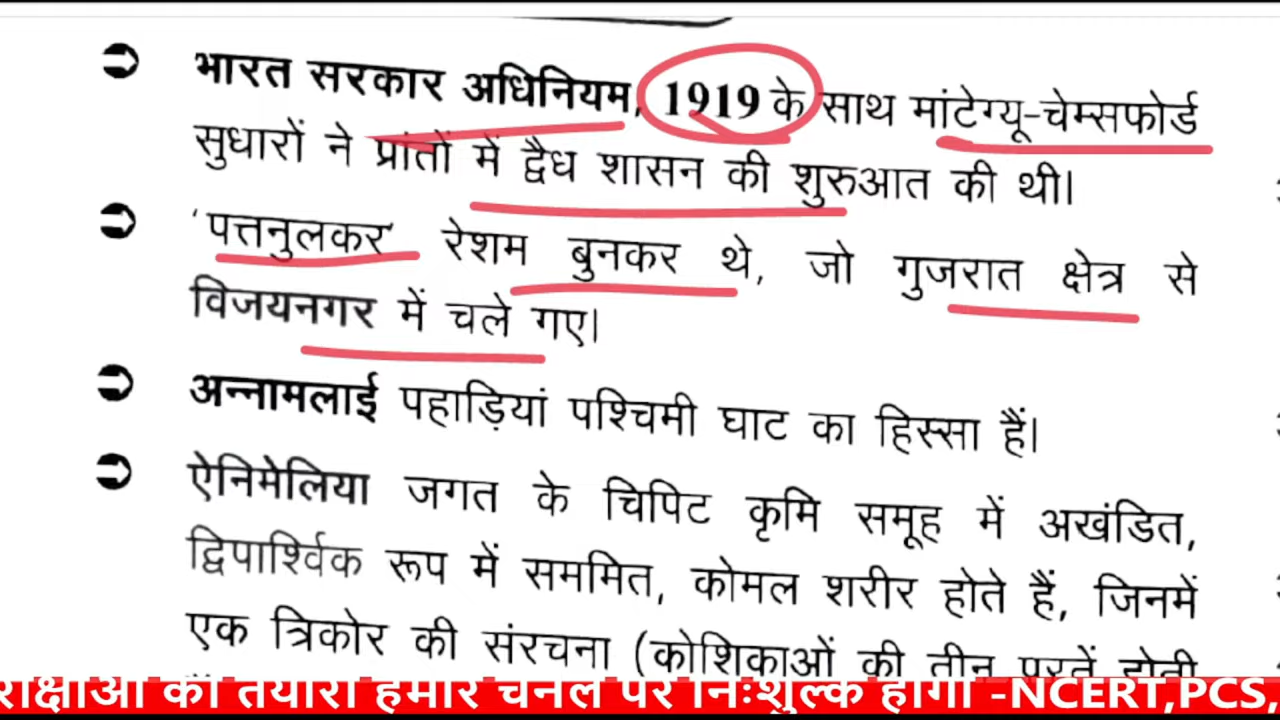 भारत सरकार अधिनियम, 1919 के साथ मांटेग्यू-चेम्सफोर्ड
सुधारों ने प्रांतों में द्वैध शासन की शुरुआत की थी।
'पत्तनुलकर' रेशम बुनकर थे, जो गुजरात क्षेत्र से
विजयनगर में चले गए।
अन्नामलाई पहाड़ियां पश्चिमी घाट का हिस्सा हैं।
ऐनिमेलिया जगत के चिपिट कृमि समूह में अखंडित,
द्विपार्श्विक रूप में सममित, कोमल शरीर होते हैं, जिनमें
एक त्रिकोर की संरचना (कोशिकाओं की तीन परतें होती
की तैयारी हमारे चैनल पर निःशुल्क होगी -NCERT,PCS,